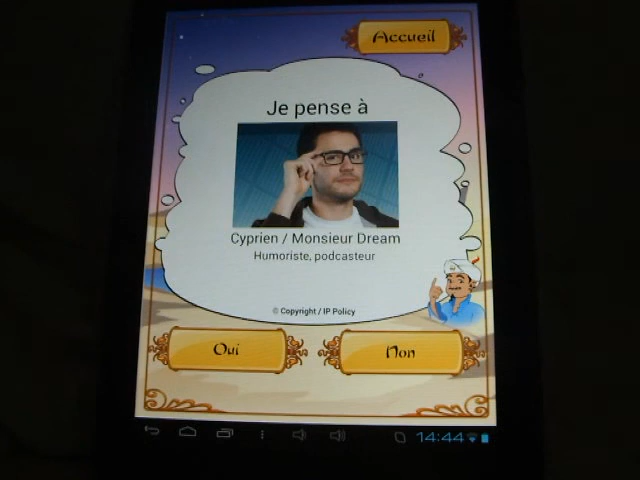 Accueil
Je pense à
Cyprien / Monsieur Dream
Humoriste, podcasteur
© Copyright / IP Policy
Oui
Non
14:44